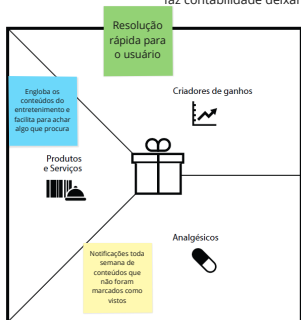 faz contabilidade deixar
Resolução
rápida para
o usuário
Engloba os
conteúdos do
entretenimento e
facilita para achar
algo que procura
Criadores de ganhos
Produtos
e Serviços
Analgésicos
Notificações toda
semana de
conteúdos que
não foram
marcados como
vistos